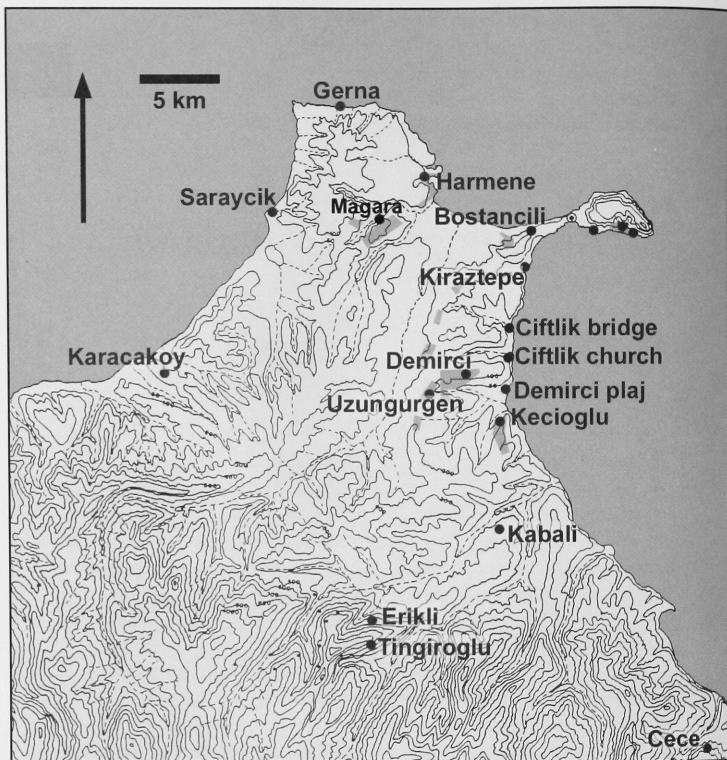 5 km
Gerna
Harmene
Saraycik
Magara
Bostancili
Kiraztepe
Ciftlik bridge
Karacakoy
Demirci
Ciftlik church
Uzungurgen
Demirci plaj
Kecioglu
Kabali
Erikli
Tingiroglu
Cece